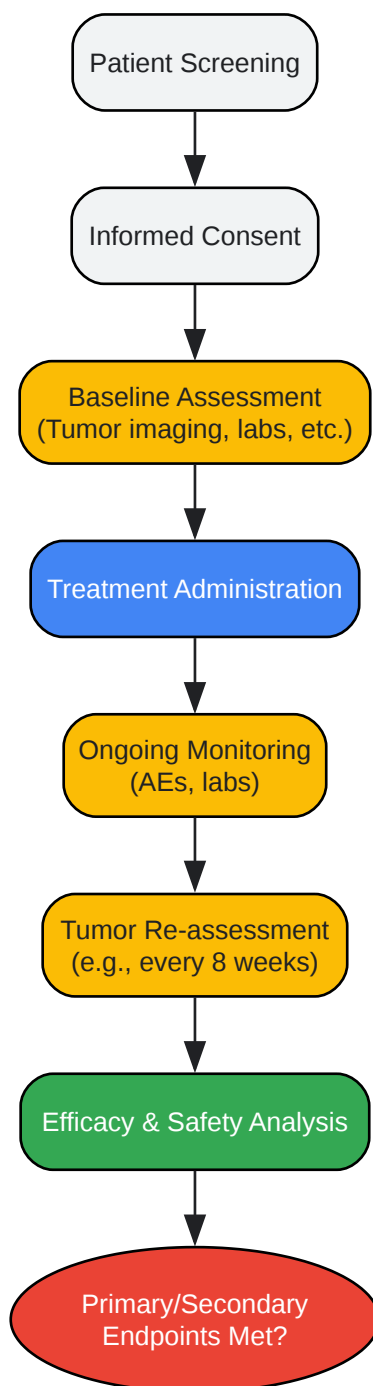 Patient Screening
Informed Consent
Baseline Assessment
(Tumor imaging, labs, etc.)
Treatment Administration
Ongoing Monitoring
(AEs, labs)
Tumor Re-assessment
(e.g., every 8 weeks)
Efficacy & Safety Analysis
Primary/Secondary
Endpoints Met?